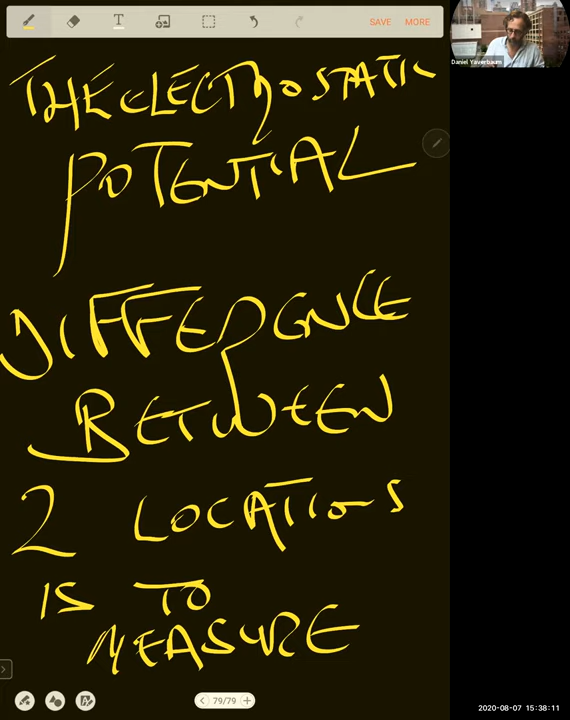 SAVE MORE
Daniel Yaverbaum
THE ELECTROSTATIC
POTENTIAL
DIFFERENCE
BETWEEN
2 LOCATIONS
IS TO
MEASURE
79/79
2020-08-07 15:38:11